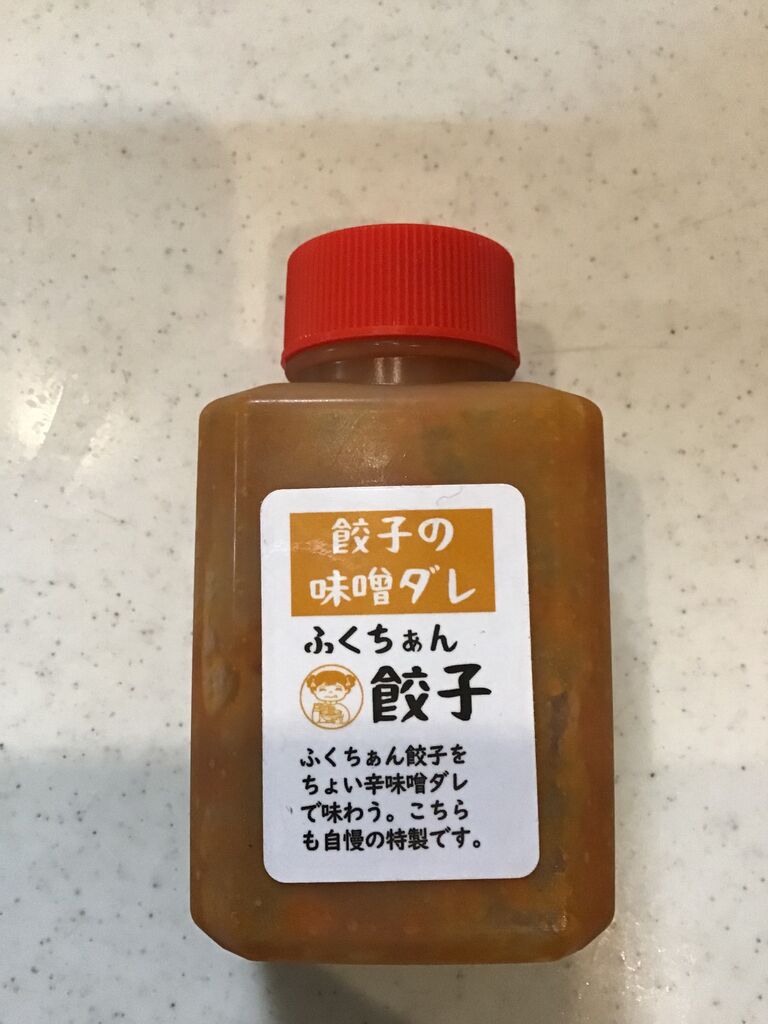 餃子の
味噌ダレ
ふくちぁん
餃子
ふくちぁん餃子を
ちょい辛味噌ダレ
で味わう。こちら
も自慢の特製です。